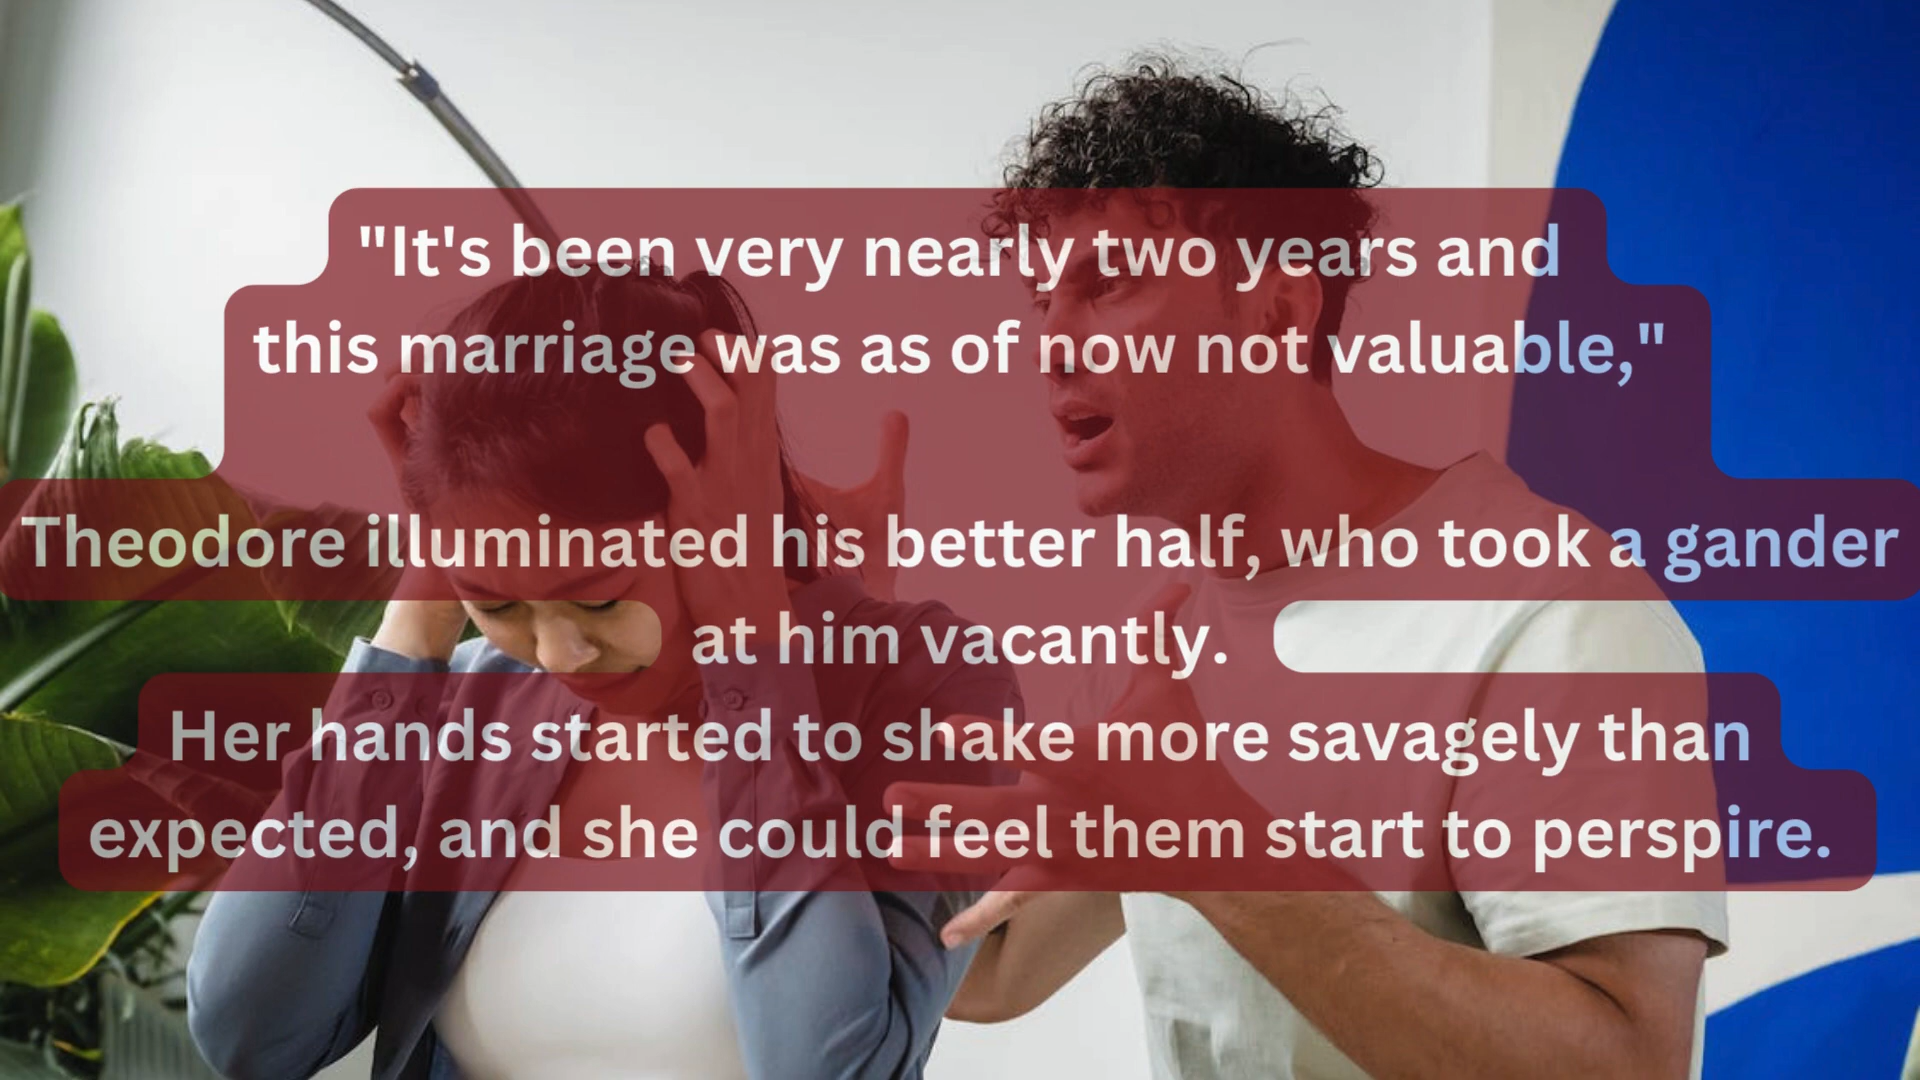 "It's been very nearly two years and
this marriage was as of now not valuable,"
Theodore illuminated his better half, who took a gander
at him vacantly.
Her hands started to shake more savagely than
expected, and she could feel them start to perspire.